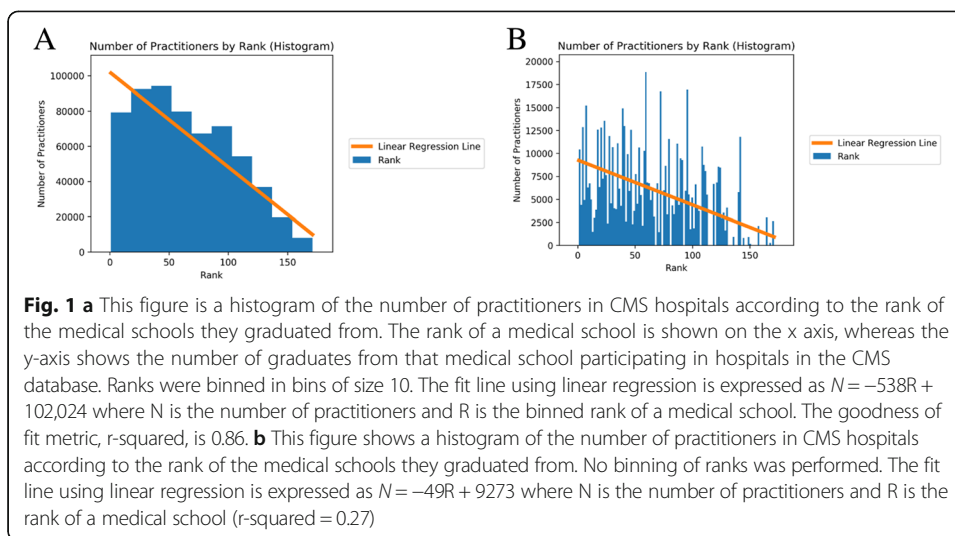 A
Number of Practitioners by Rank (Histogram)
100000
80000
60000
40000
20000
0
Number of Practitioners
0 50 100 150
Rank
Linear Regression Line
Rank
B
Number of Practitioners by Rank (Histogram)
20000
17500
15000
12500
10000
7500
5000
2500
0
Number of Practitioners
0 50 100 150
Rank
Linear Regression Line
Rank
Fig. 1 a This figure is a histogram of the number of practitioners in CMS hospitals according to the rank of
the medical schools they graduated from. The rank of a medical school is shown on the x axis, whereas the
y-axis shows the number of graduates from that medical school participating in hospitals in the CMS
database. Ranks were binned in bins of size 10. The fit line using linear regression is expressed as N = −538R +
102,024 where N is the number of practitioners and R is the binned rank of a medical school. The goodness of
fit metric, r-squared, is 0.86. b This figure shows a histogram of the number of practitioners in CMS hospitals
according to the rank of the medical schools they graduated from. No binning of ranks was performed. The fit
line using linear regression is expressed as N = −49R + 9273 where N is the number of practitioners and R is the
rank of a medical school (r-squared = 0.27)